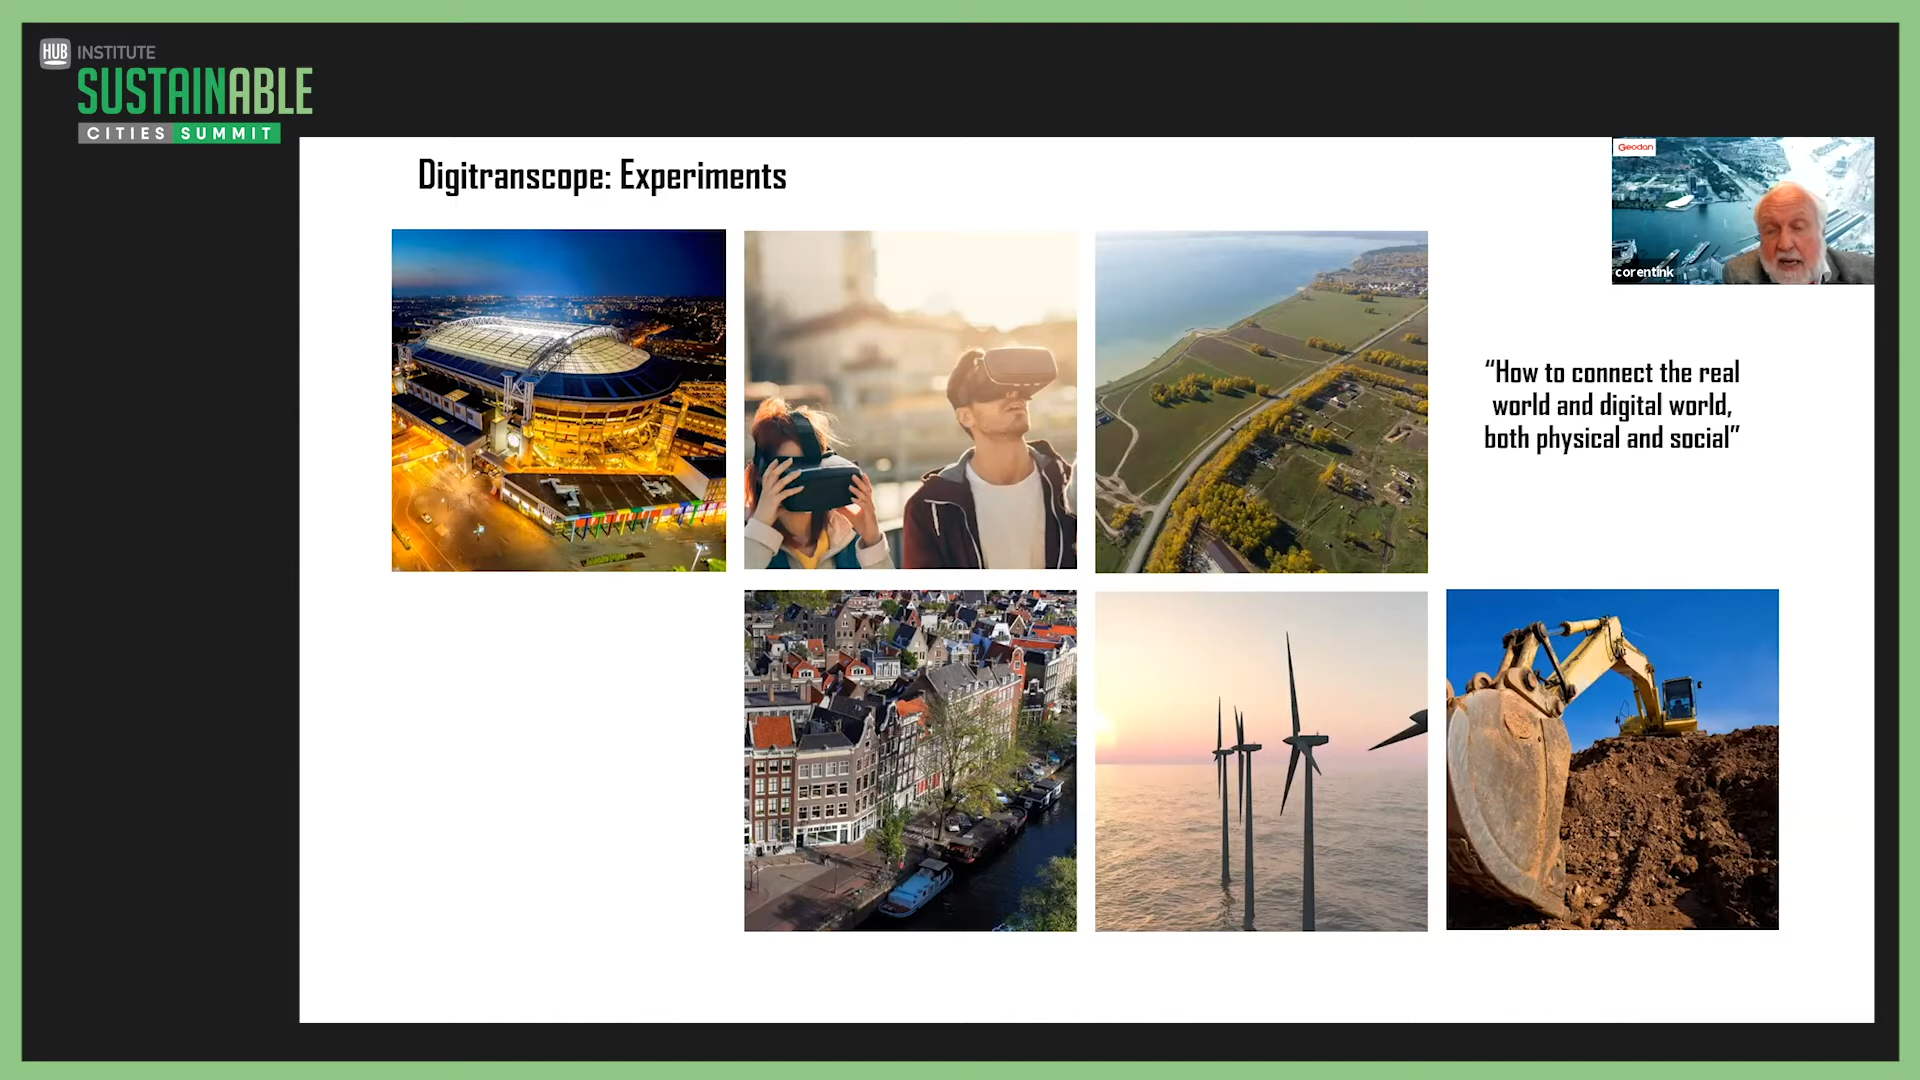 HUB INSTITUTE
SUSTAINABLE
CITIES SUMMIT
Digitranscope: Experiments
Geodan
corentink
“How to connect the real
world and digital world,
both physical and social”